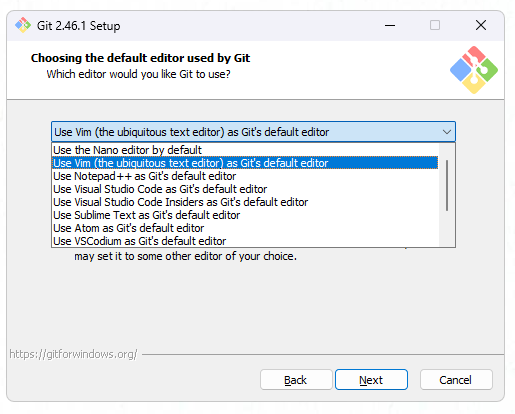 Git 2.46.1 Setup
Choosing the default editor used by Git
Which editor would you like Git to use?
Use Vim (the ubiquitous text editor) as Git's default editor
Use the Nano editor by default
Use Vim (the ubiquitous text editor) as Git's default editor
Use Notepad++ as Git's default editor
Use Visual Studio Code as Git's default editor
Use Visual Studio Code Insiders as Git's default editor
Use Sublime Text as Git's default editor
Use Atom as Git's default editor
Use VSCodium as Git's default editor
may set it to some other editor of your choice.
https://gitforwindows.org/
Back
Next
Cancel